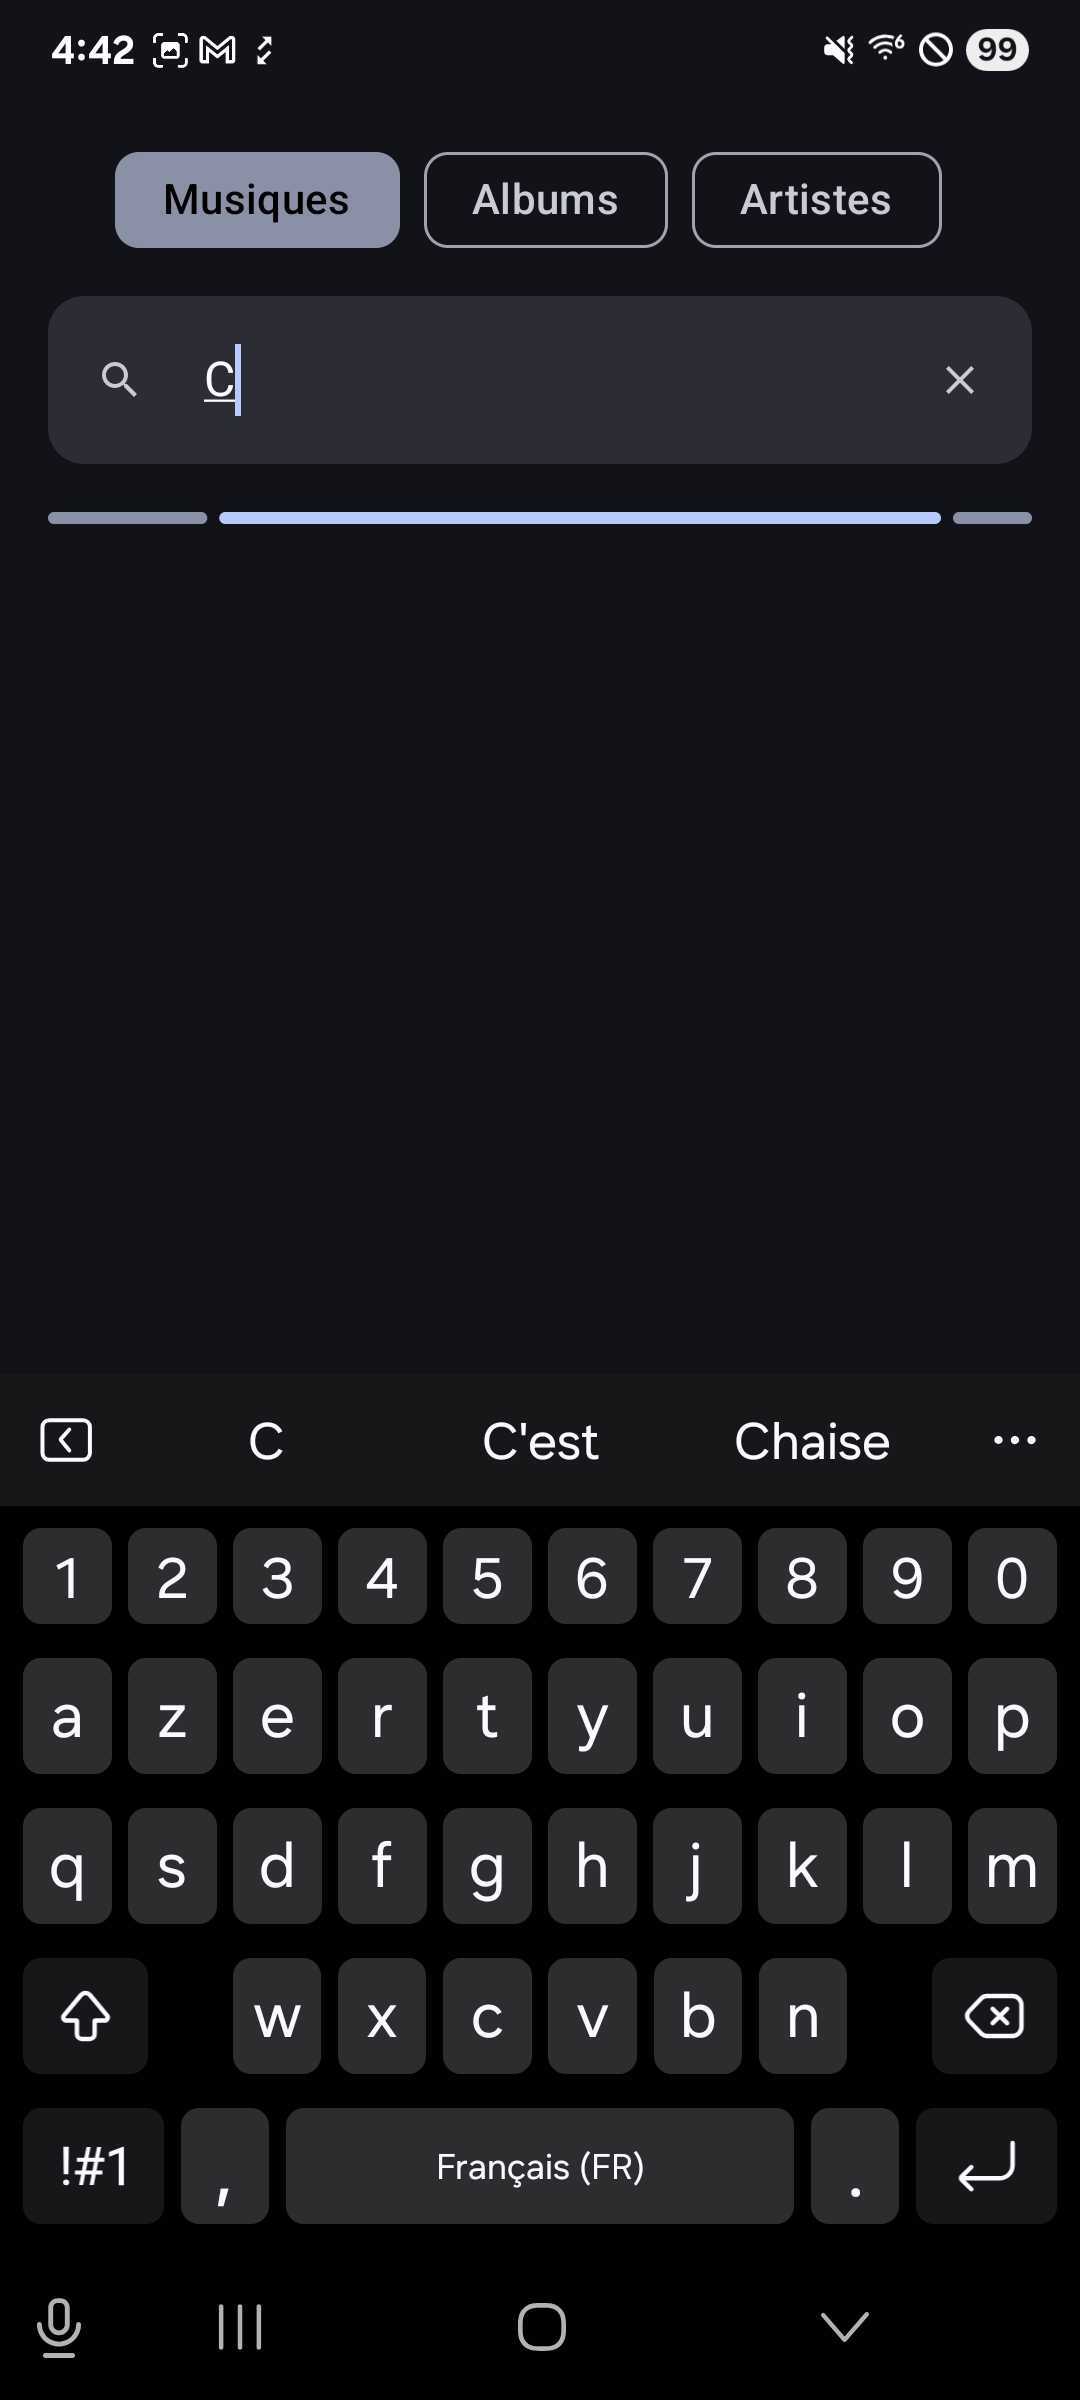 4:42 6 99
Musiques Albums Artistes
C
C C'est Chaise ...
1 2 3 4 5 6 7 8 9 0
a z e r t y u i o p
q s d f g h j k l m
w x c v b n
!#1 , Français (FR) .